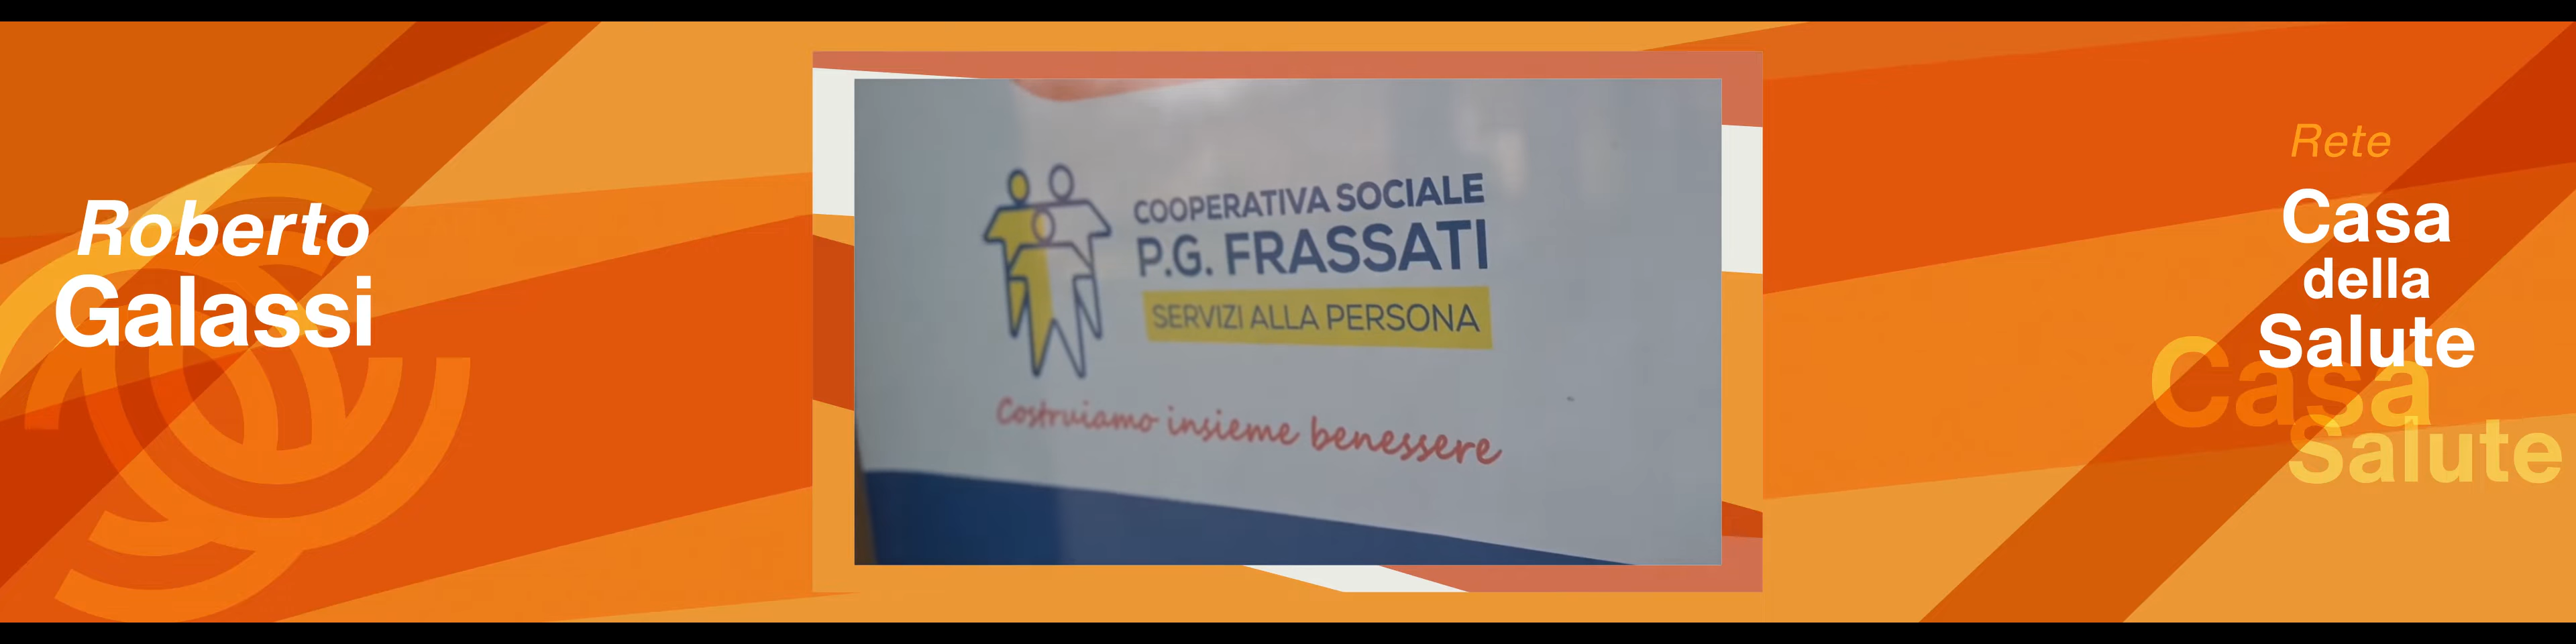 Roberto
Galassi
COOPERATIVA SOCIALE
P.G. FRASSATI
SERVIZI ALLA PERSONA
Costruiamo insieme benessere
Rete
Casa
della
Salute
Casa
Salute